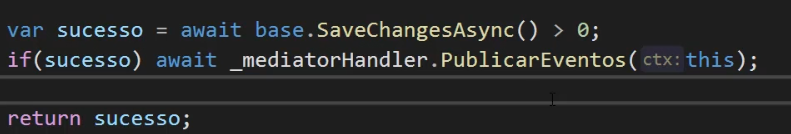 var sucesso = await base.SaveChangesAsync() > 0;
if(sucesso) await _mediatorHandler.PublicarEventos(ctx:this);
return sucesso;